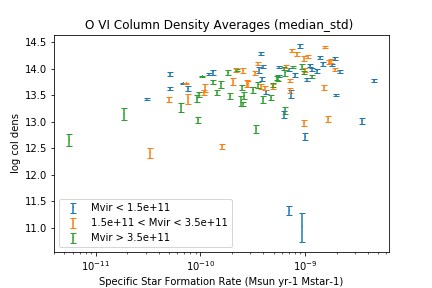 O VI Column Density Averages (median_std)
14.5
14.0
13.5
13.0
12.5
12.0
11.5
11.0
log col dens
Mvir < 1.5e+11
1.5e+11 < Mvir < 3.5e+11
Mvir > 3.5e+11
10⁻¹¹ 10⁻¹⁰ 10⁻⁹
Specific Star Formation Rate (Msun yr-1 Mstar-1)